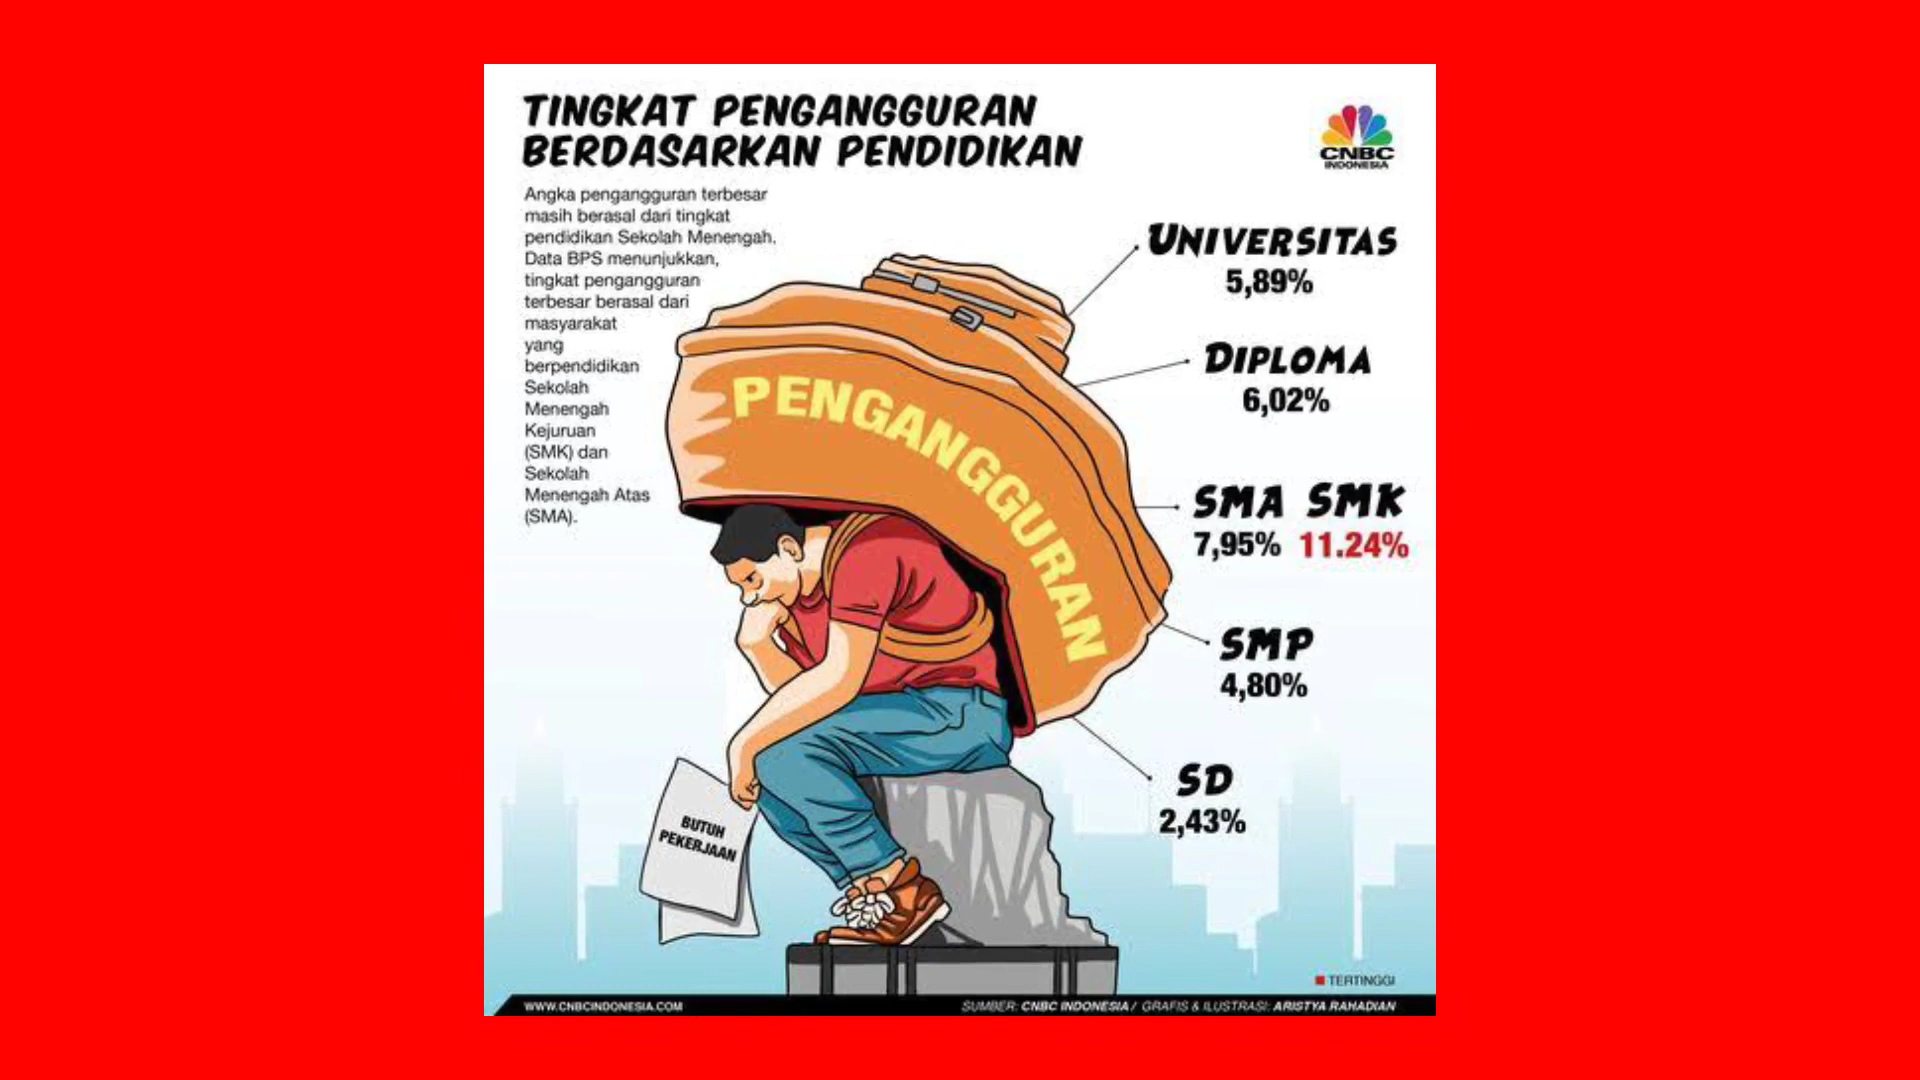 TINGKAT PENGANGGURAN
BERDASARKAN PENDIDIKAN
CNBC
INDONESIA
Angka pengangguran terbesar
masih berasal dari tingkat
pendidikan Sekolah Menengah.
Data BPS menunjukkan,
tingkat pengangguran
terbesar berasal dari
masyarakat
yang
berpendidikan
Sekolah
Menengah
Kejuruan
(SMK) dan
Sekolah
Menengah Atas
(SMA).
UNIVERSITAS
5,89%
DIPLOMA
6,02%
SMA SMK
7,95% 11.24%
SMP
4,80%
SD
2,43%
PENGANGGURAN
BUTUH
PEKERJAAN
TERTINGGI
WWW.CNBCINDONESIA.COM
SUMBER: CNBC INDONESIA / GRAFIS & ILUSTRASI: ARISTYA RAHADIAN